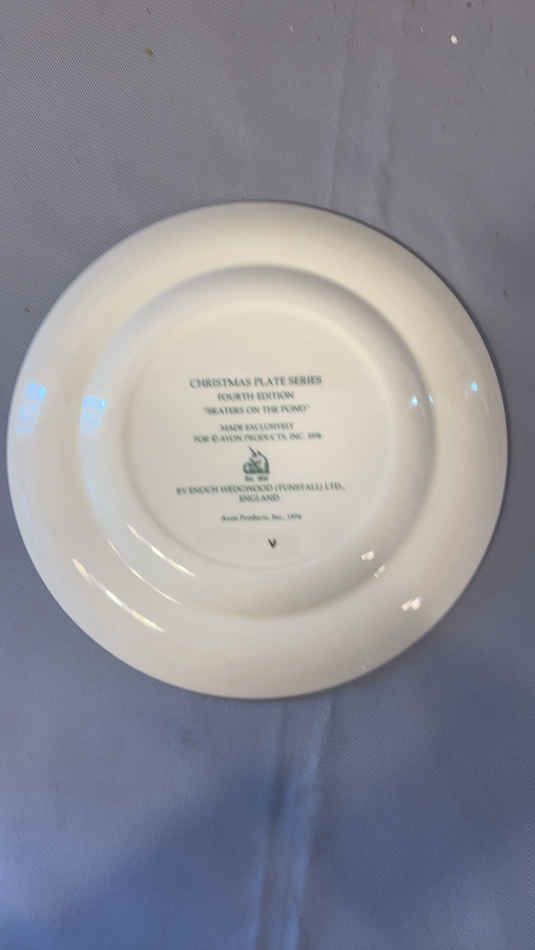 CHRISTMAS PLATE SERIES
FOURTH EDITION
"SKATERS ON THE POND"
MADE EXCLUSIVELY
FOR © AVON PRODUCTS, INC. 1976
BY ENOCH WEDGWOOD (TUNSTALL) LTD.,
ENGLAND
Avon Products, Inc., 1976